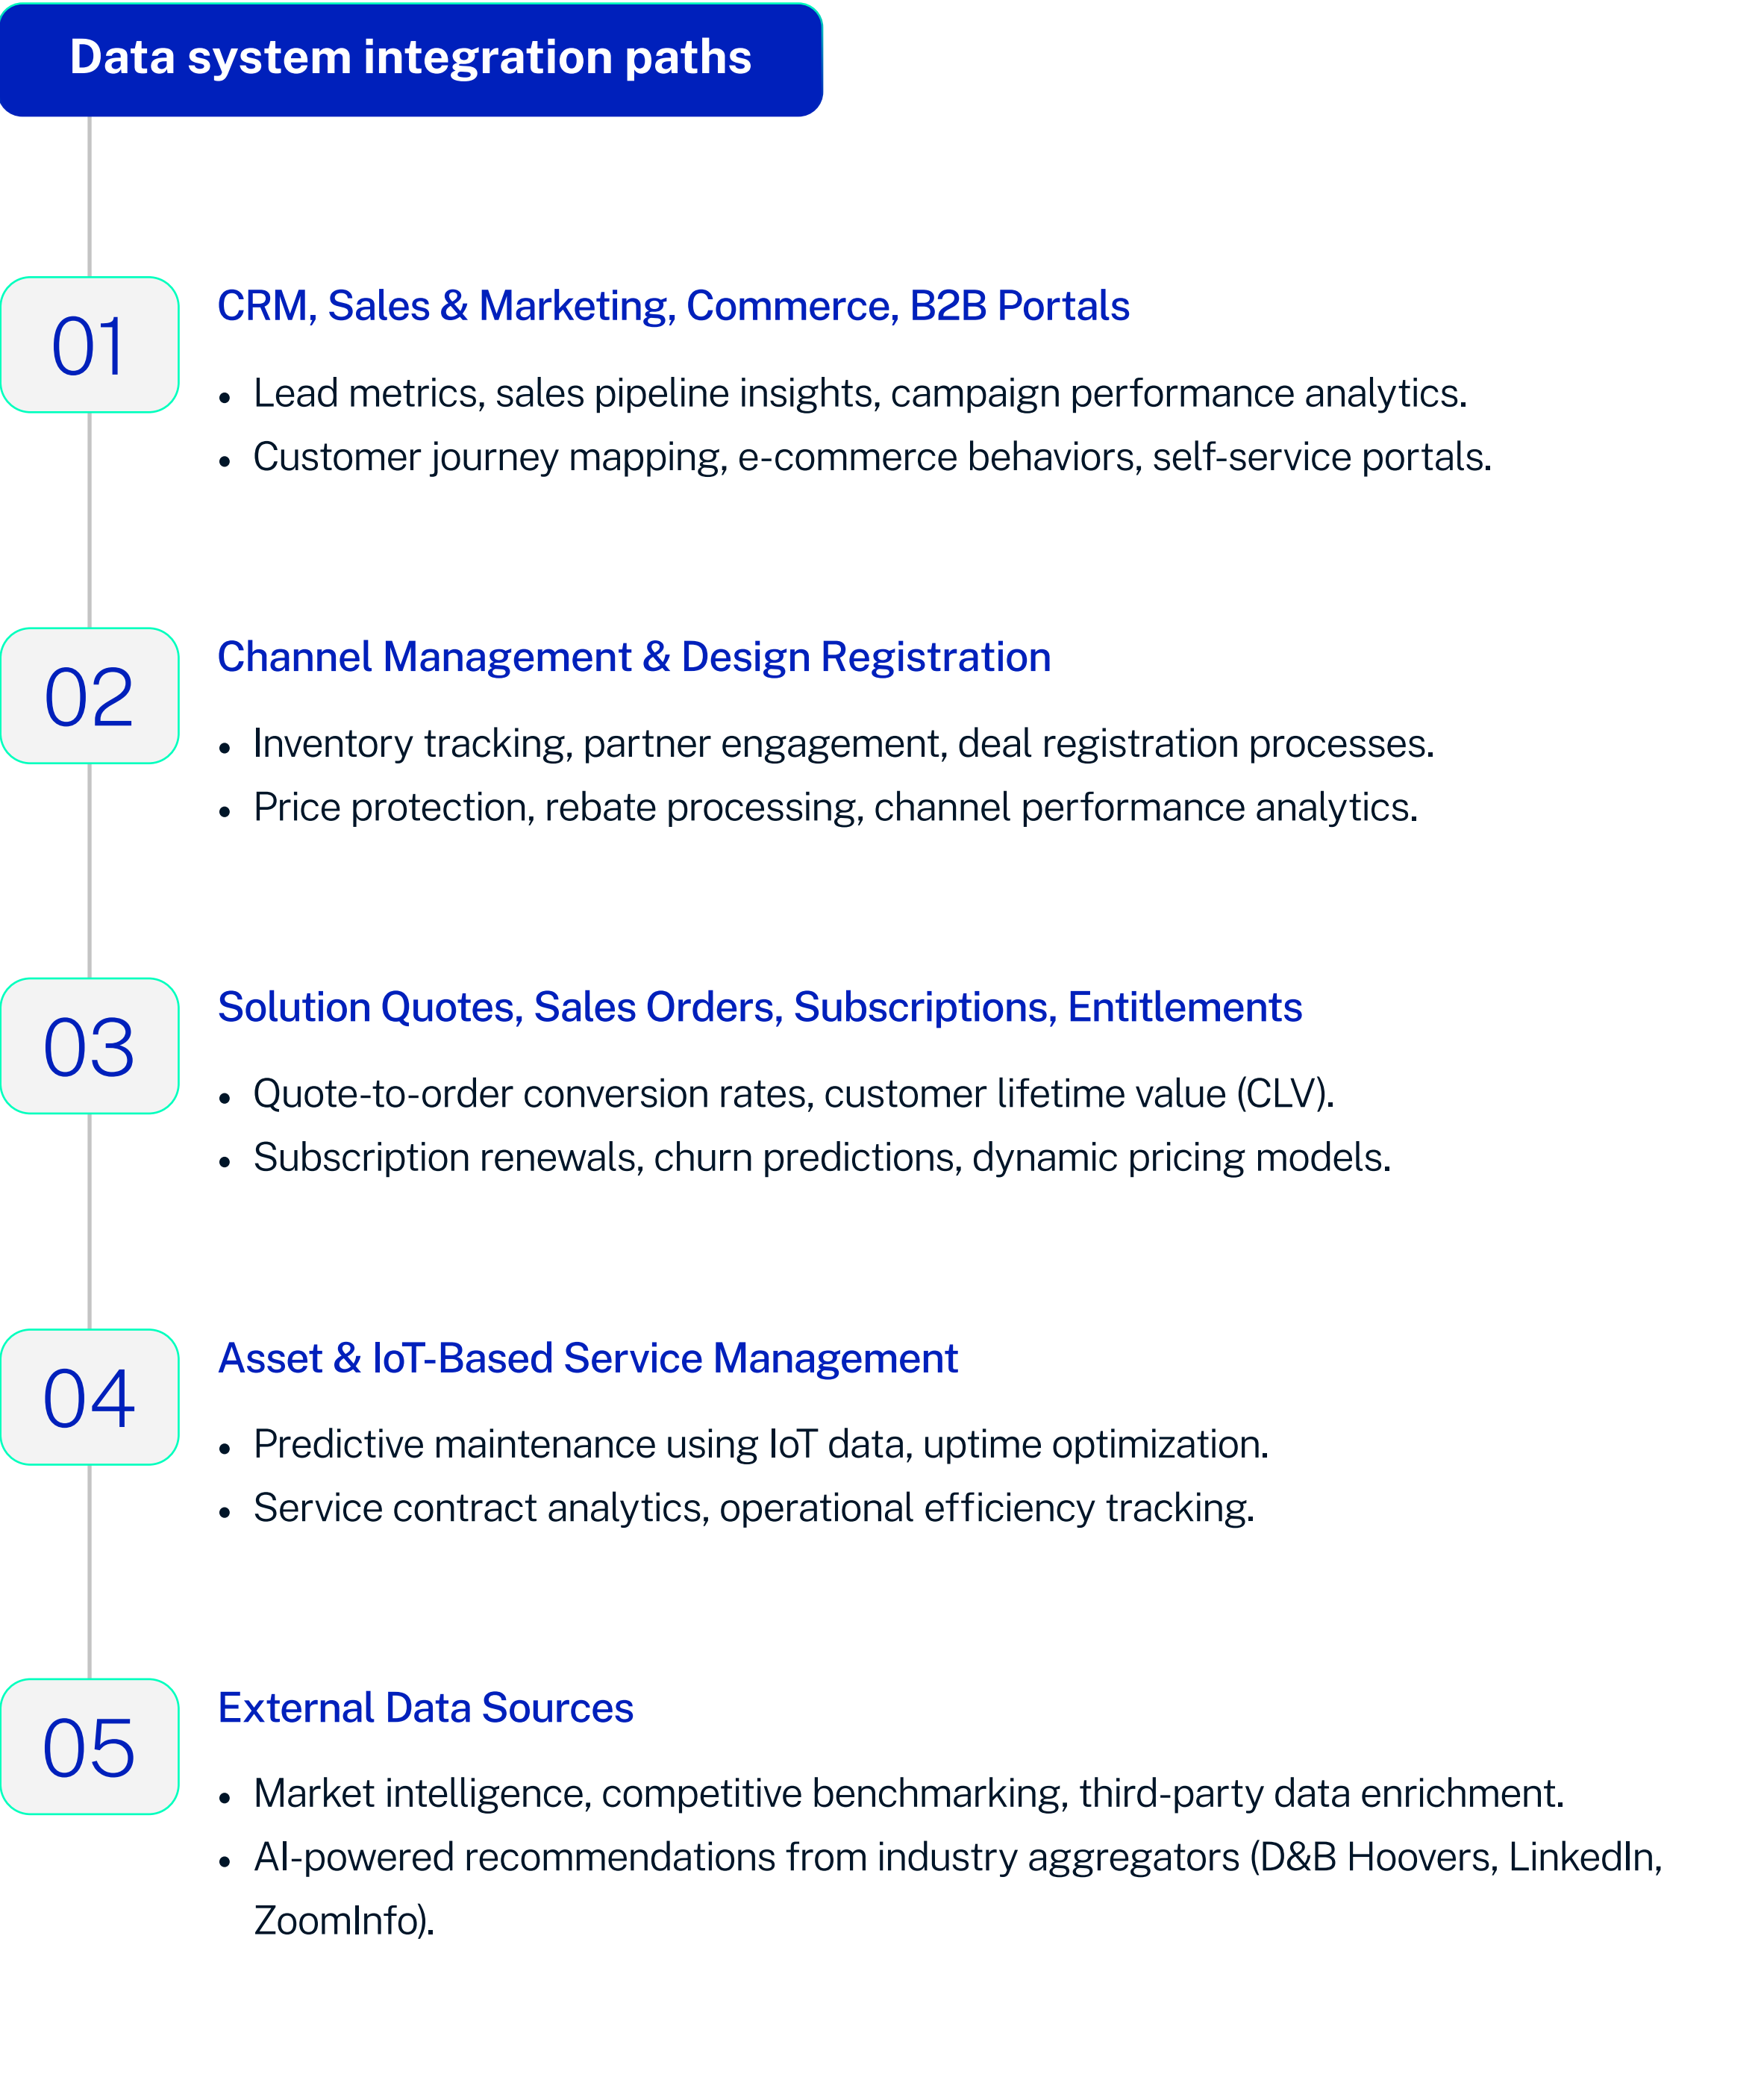 Data system integration paths
01
CRM, Sales & Marketing, Commerce, B2B Portals
• Lead metrics, sales pipeline insights, campaign performance analytics.
• Customer journey mapping, e-commerce behaviors, self-service portals.
02
Channel Management & Design Registration
• Inventory tracking, partner engagement, deal registration processes.
• Price protection, rebate processing, channel performance analytics.
03
Solution Quotes, Sales Orders, Subscriptions, Entitlements
• Quote-to-order conversion rates, customer lifetime value (CLV).
• Subscription renewals, churn predictions, dynamic pricing models.
04
Asset & IoT-Based Service Management
• Predictive maintenance using IoT data, uptime optimization.
• Service contract analytics, operational efficiency tracking.
05
External Data Sources
• Market intelligence, competitive benchmarking, third-party data enrichment.
• AI-powered recommendations from industry aggregators (D&B Hoovers, LinkedIn,
ZoomInfo).